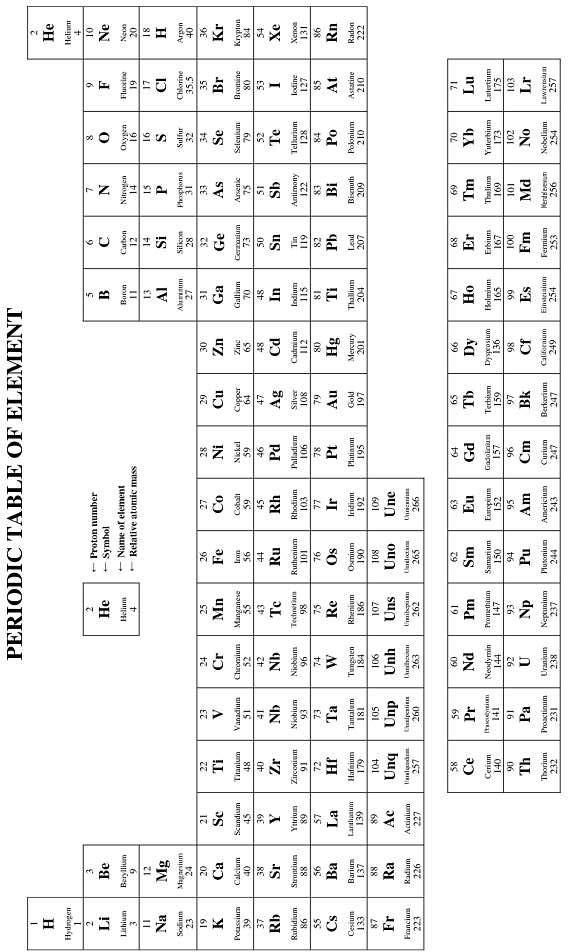 PERIODIC TABLE OF ELEMENT
1 2
H He
Hydrogen Helium
1 4
2 ← Proton number
He ← Symbol
Helium ← Name of element
4 ← Relative atomic mass
2 3 5 6 7 8 9 10
Li Be B C N O F Ne
Lithium Beryllium Boron Carbon Nitrogen Oxygen Fluorine Neon
3 9 11 12 14 16 19 20
11 12 13 14 15 16 17 18
Na Mg Al Si P S Cl H
Sodium Magnesium Aluminum Silicon Phosphorus Sulfur Chlorine Argon
23 24 27 28 31 32 35.5 40
19 20 21 22 23 24 25 26 27 28 29 30 31 32 33 34 35 36
K Ca Sc Ti V Cr Mn Fe Co Ni Cu Zn Ga Ge As Se Br Kr
Potassium Calcium Scandium Titanium Vanadium Chromium Manganese Iron Cobalt Nickel Copper Zinc Gallium Germanium Arsonic Selenium Bromine Krypton
39 40 45 48 51 52 55 56 59 59 64 65 70 73 75 79 80 84
37 38 39 40 41 42 43 44 45 46 47 48 48 50 51 52 53 54
Rb Sr Y Zr Nb Nb Tc Ru Rh Pd Ag Cd In Sn Sb Te I Xe
Rubidium Strontium Yttrium Zirconium Niobium Niobium Technetium Ruthenium Rhodium Palladium Silver Cadmium Indium Tin Antimony Tellurium Iodine Xenon
86 88 89 91 93 96 98 101 103 106 108 112 115 119 122 128 127 131
55 56 57 72 73 74 75 76 77 78 79 80 81 82 83 84 85 86
Cs Ba La Hf Ta W Re Os Ir Pt Au Hg Ti Pb Bi Po At Rn
Cesium Barium Lanthanum Hafnium Tantalum Tungsten Rhenium Osmium Iridium Platinum Gold Mercury Thallium Lead Bismuth Polonium Astatine Radon
133 137 139 179 181 184 186 190 192 195 197 201 204 207 209 210 210 222
87 88 89 104 105 106 107 108 109
Fr Ra Ac Unq Unp Unh Uns Uno Une
Francium Radium Actinium
223 226 227 257 260 263 262 265 266
58 59 60 61 62 63 64 65 66 67 68 69 70 71
Ce Pr Nd Pm Sm Eu Gd Tb Dy Ho Er Tm Yb Lu
Cerium Neodymin Promethium Samarium Europium Terbium Dysprosium Holmium Erbium Thulium Yuterbium Lutertium
140 141 144 147 150 152 157 159 136 165 167 169 173 175
90 91 92 93 94 95 96 97 98 99 100 101 102 103
Th Pa U Np Pu Am Cm Bk Cf Es Fm Md No Lr
Thorium Proactinum Uranium Neptunium Plutonium Americium Curium Berkerlium Californium Einstenium Fermium Nobelium Lawrensium
232 231 238 237 244 243 247 247 249 254 253 256 254 257